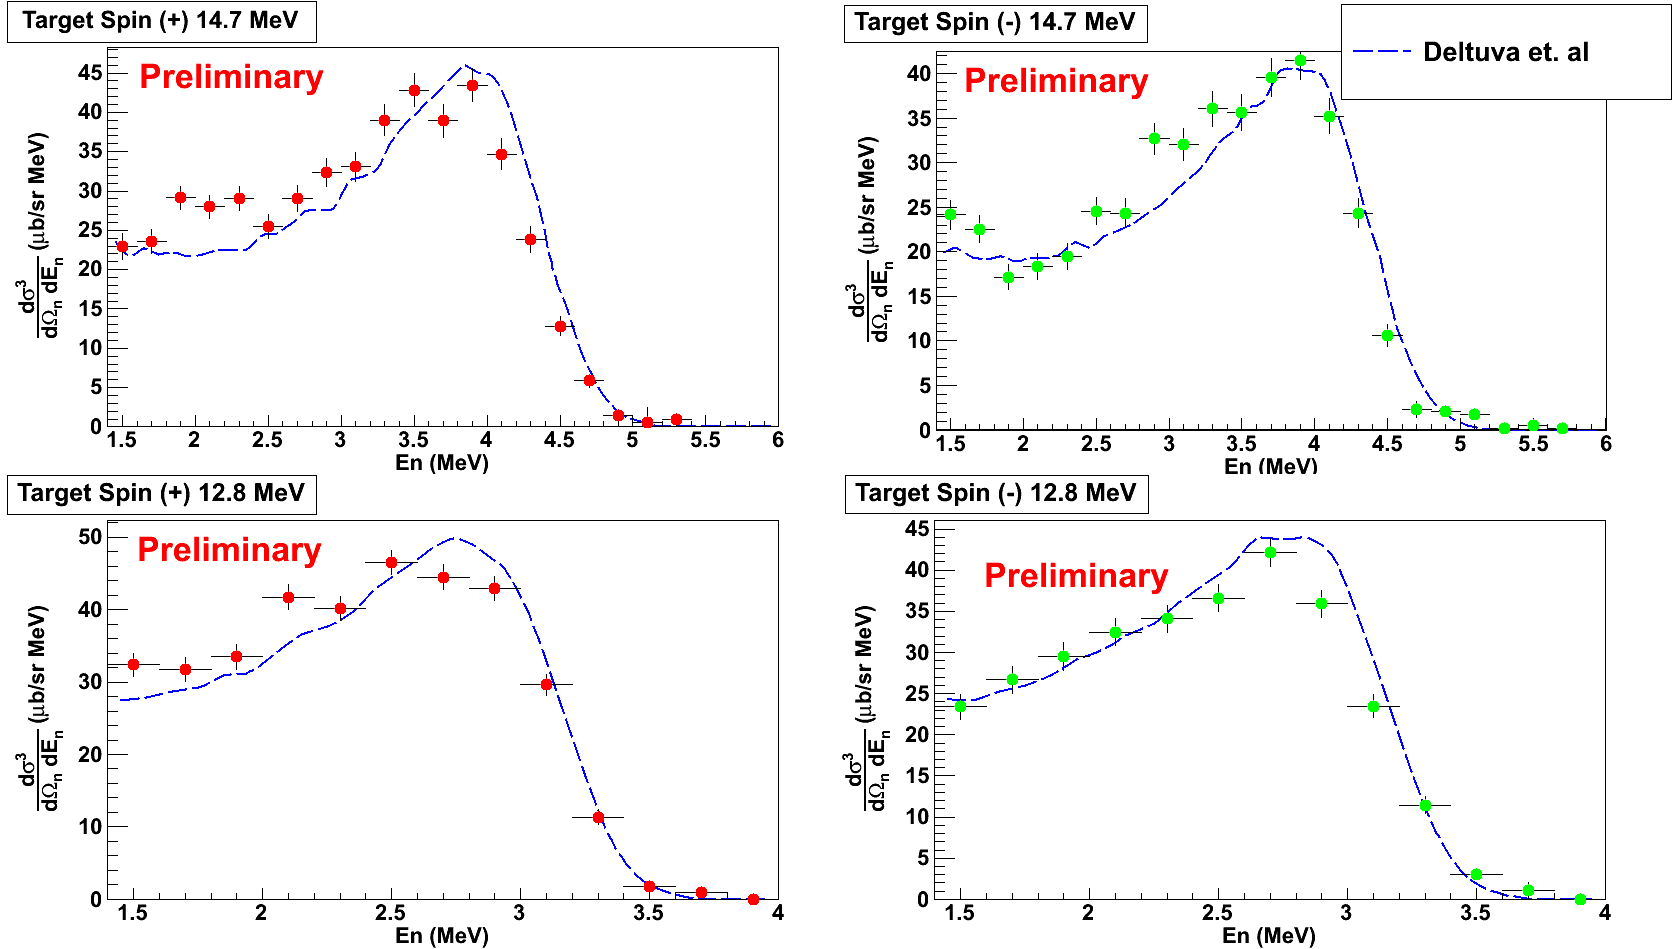 Target Spin (+) 14.7 MeV
Preliminary
45
40
35
30
25
20
15
10
5
0
dσ³
dΩn dEn (μb/sr MeV)
1.5 2 2.5 3 3.5 4 4.5 5 5.5 6
En (MeV)
Target Spin (-) 14.7 MeV
Deltuva et. al
Preliminary
40
35
30
25
20
15
10
5
0
dσ³
dΩn dEn (μb/sr MeV)
1.5 2 2.5 3 3.5 4 4.5 5 5.5 6
En (MeV)
Target Spin (+) 12.8 MeV
Preliminary
50
40
30
20
10
0
dσ³
dΩn dEn (μb/sr MeV)
1.5 2 2.5 3 3.5 4
En (MeV)
Target Spin (-) 12.8 MeV
Preliminary
45
40
35
30
25
20
15
10
5
0
dσ³
dΩn dEn (μb/sr MeV)
1.5 2 2.5 3 3.5 4
En (MeV)